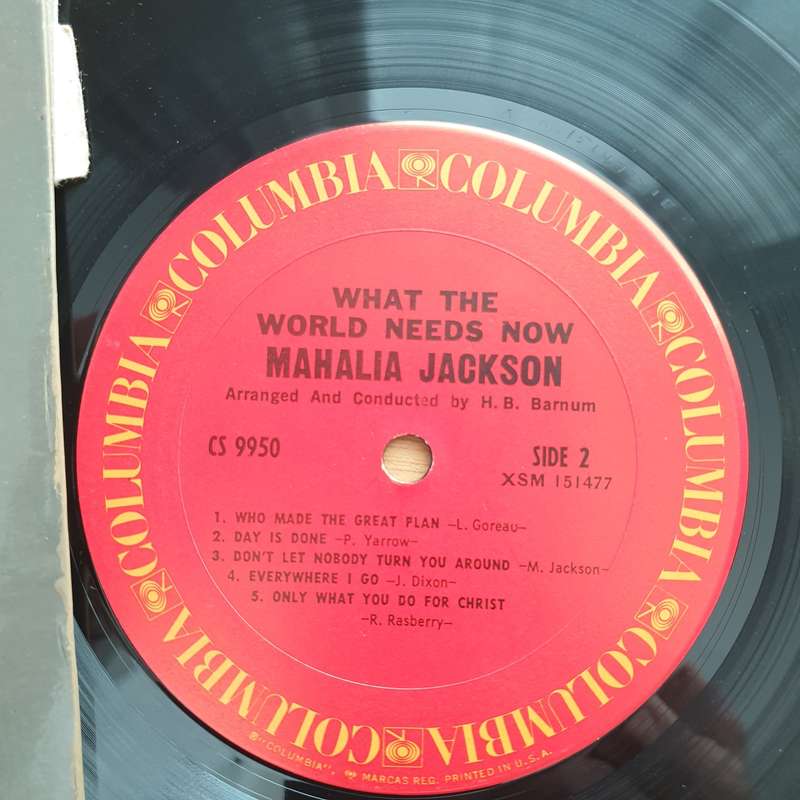 COLUMBIA COLUMBIA COLUMBIA COLUMBIA COLUMBIA COLUMBIA
WHAT THE
WORLD NEEDS NOW
MAHALIA JACKSON
Arranged And Conducted by H. B. Barnum
CS 9950
SIDE 2
XSM 151477
1. WHO MADE THE GREAT PLAN –L. Goreau–
2. DAY IS DONE –P. Yarrow–
3. DON'T LET NOBODY TURN YOU AROUND –M. Jackson–
4. EVERYWHERE I GO –J. Dixon–
5. ONLY WHAT YOU DO FOR CHRIST
–R. Rasberry–
®"COLUMBIA", MARCAS REG. PRINTED IN U.S.A.